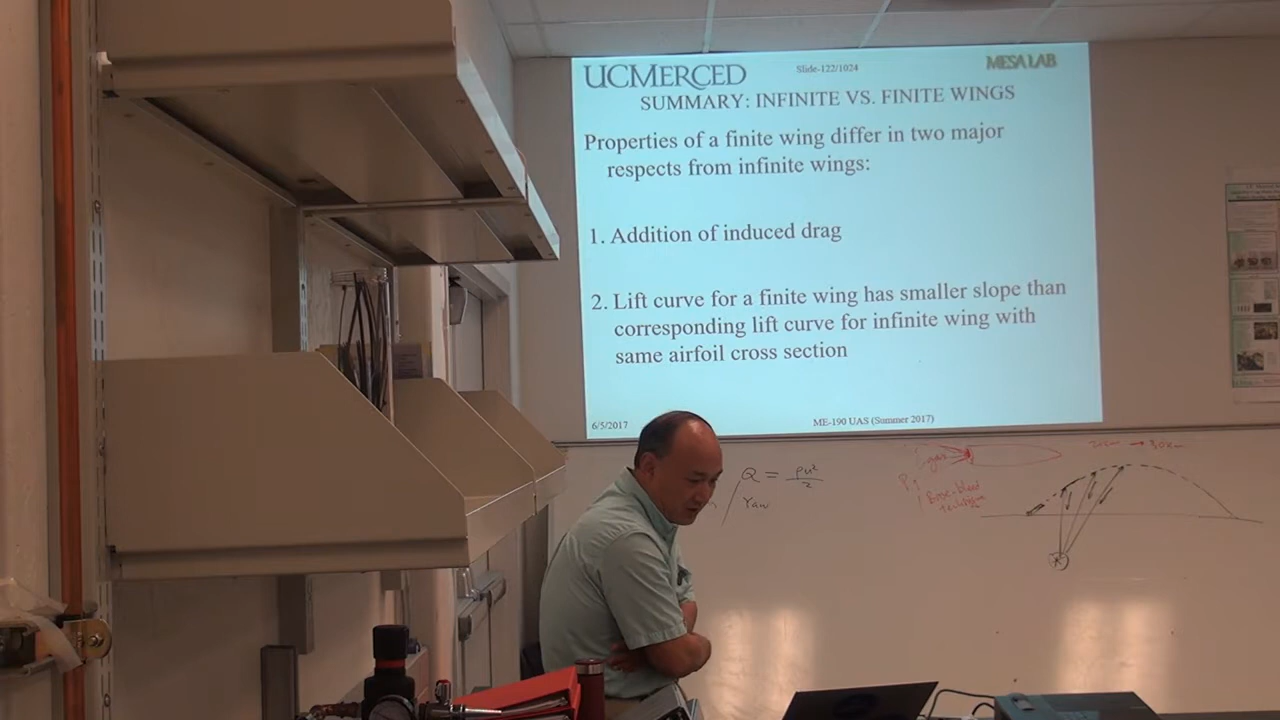 UCMERCED
Slide-122/1024
MESA LAB
SUMMARY: INFINITE VS. FINITE WINGS
Properties of a finite wing differ in two major
respects from infinite wings:
1. Addition of induced drag
2. Lift curve for a finite wing has smaller slope than
corresponding lift curve for infinite wing with
same airfoil cross section
6/5/2017
ME-190 UAS (Summer 2017)
Q = ρu²/2
Yaw